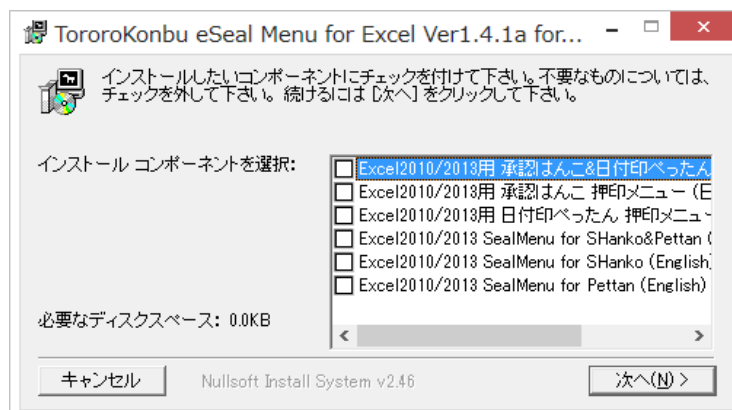 TororoKonbu eSeal Menu for Excel Ver1.4.1a for...
インストールしたいコンポーネントにチェックを付けて下さい。不要なものについては、
チェックを外して下さい。続けるには [次へ] をクリックして下さい。
インストール コンポーネントを選択:
Excel2010/2013用 承認はんこ&日付印ぺったん
Excel2010/2013用 承認はんこ 押印メニュー (E
Excel2010/2013用 日付印ぺったん 押印メニュー
Excel2010/2013 SealMenu for SHanko&Pettan (
Excel2010/2013 SealMenu for SHanko (English)
Excel2010/2013 SealMenu for Pettan (English)
必要なディスクスペース: 0.0KB
キャンセル
Nullsoft Install System v2.46
次へ(N) >